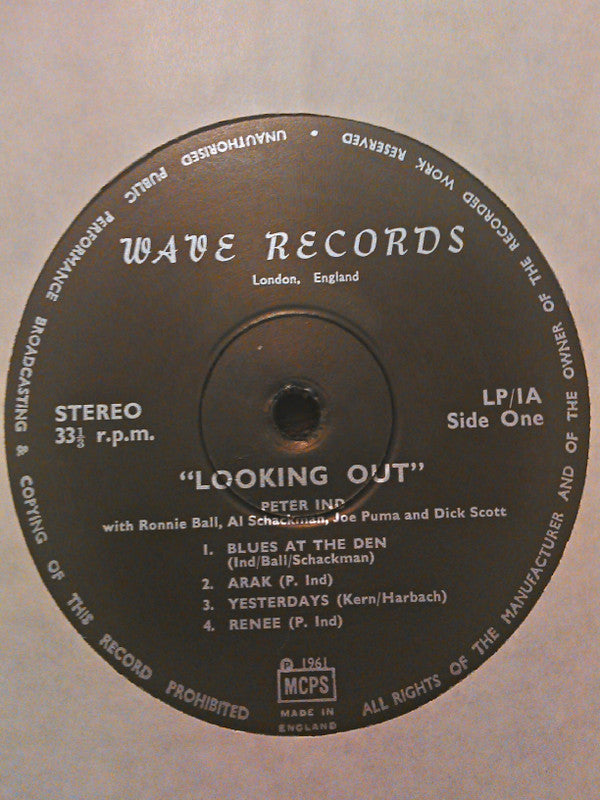 WAVE RECORDS
London, England
STEREO
33⅓ r.p.m.
LP/1A
Side One
"LOOKING OUT"
PETER IND
with Ronnie Ball, Al Schackman, Joe Puma and Dick Scott
1. BLUES AT THE DEN
(Ind/Ball/Schackman)
2. ARAK (P. Ind)
3. YESTERDAYS (Kern/Harbach)
4. RENEE (P. Ind)
℗ 1961
MCPS
MADE IN
ENGLAND
ALL RIGHTS OF THE MANUFACTURER AND OF THE OWNER OF THE RECORDED WORK RESERVED • UNAUTHORISED PUBLIC PERFORMANCE BROADCASTING & COPYING OF THIS RECORD PROHIBITED